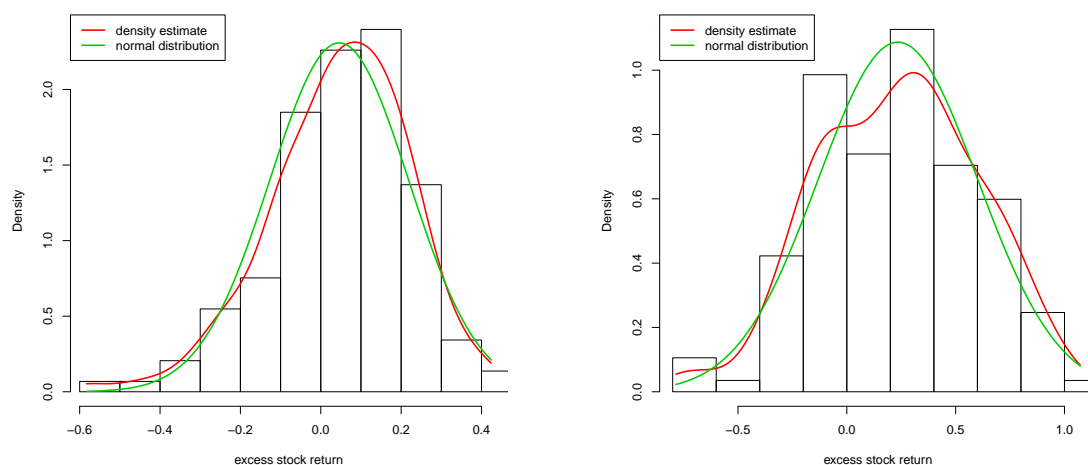 density estimate
normal distribution
Density
0.0 0.5 1.0 1.5 2.0
−0.6 −0.4 −0.2 0.0 0.2 0.4
excess stock return
density estimate
normal distribution
Density
0.0 0.2 0.4 0.6 0.8 1.0
−0.5 0.0 0.5 1.0
excess stock return